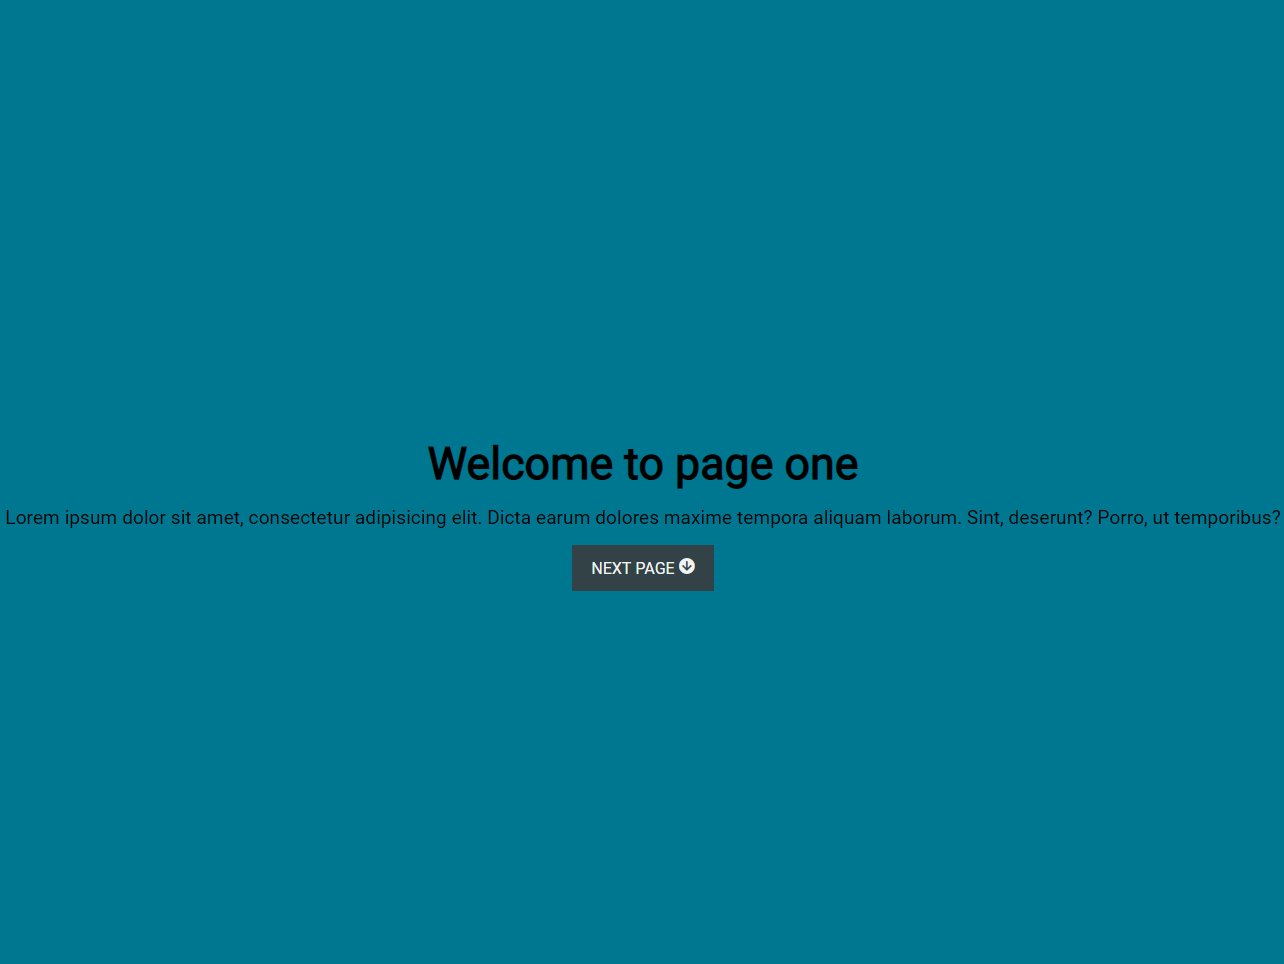 Welcome to page one
Lorem ipsum dolor sit amet, consectetur adipisicing elit. Dicta earum dolores maxime tempora aliquam laborum. Sint, deserunt? Porro, ut temporibus?
NEXT PAGE